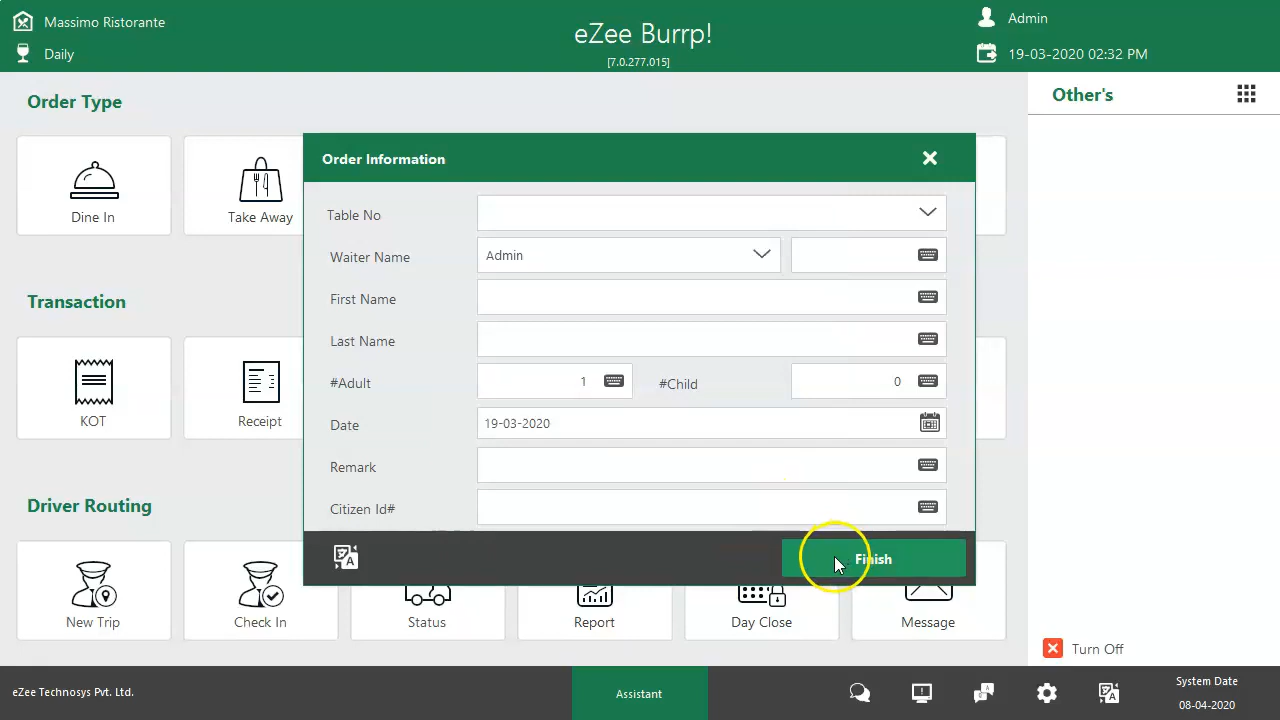 Massimo Ristorante
Daily
eZee Burrp!
[7.0.277.015]
Admin
19-03-2020 02:32 PM
Order Type
Dine In
Take Away
Other's
Order Information
Table No
Waiter Name
Admin
First Name
Last Name
#Adult
1
#Child
0
Date
19-03-2020
Remark
Citizen Id#
Finish
Transaction
KOT
Receipt
Driver Routing
New Trip
Check In
Status
Report
Day Close
Message
Turn Off
eZee Technosys Pvt. Ltd.
Assistant
System Date
08-04-2020